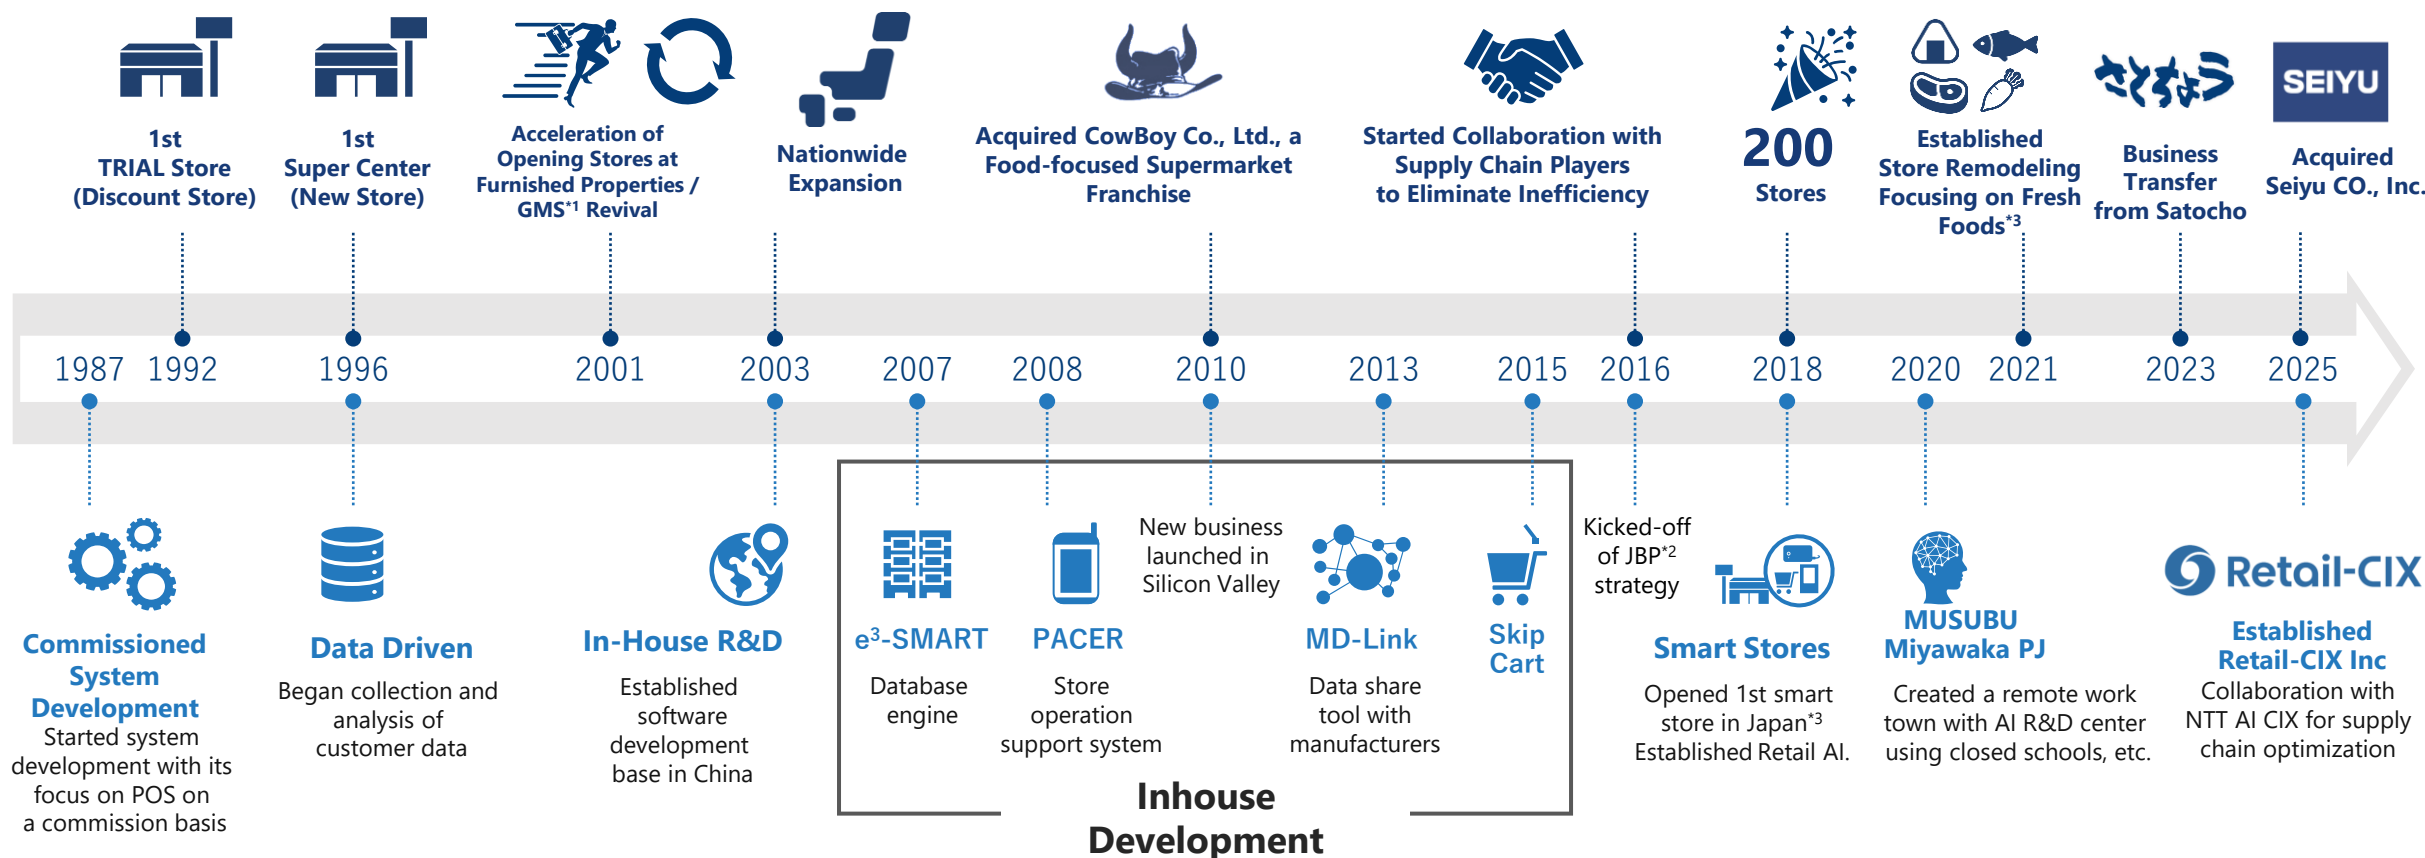 1st
TRIAL Store
(Discount Store)
1st
Super Center
(New Store)
Acceleration of
Opening Stores at
Furnished Properties /
GMS*1 Revival
Nationwide
Expansion
Acquired CowBoy Co., Ltd., a
Food-focused Supermarket
Franchise
Started Collaboration with
Supply Chain Players
to Eliminate Inefficiency
200
Stores
Established
Store Remodeling
Focusing on Fresh
Foods*3
さとちょう
Business
Transfer
from Satocho
SEIYU
Acquired
Seiyu CO., Inc.
1987 1992 1996 2001 2003 2007 2008 2010 2013 2015 2016 2018 2020 2021 2023 2025
Commissioned
System
Development
Started system
development with its
focus on POS on
a commission basis
Data Driven
Began collection and
analysis of
customer data
In-House R&D
Established
software
development
base in China
e³-SMART
Database
engine
PACER
Store
operation
support system
New business
launched in
Silicon Valley
MD-Link
Data share
tool with
manufacturers
Skip
Cart
Inhouse
Development
Kicked-off
of JBP*2
strategy
Smart Stores
Opened 1st smart
store in Japan*3
Established Retail AI.
MUSUBU
Miyawaka PJ
Created a remote work
town with AI R&D center
using closed schools, etc.
Retail-CIX
Established
Retail-CIX Inc
Collaboration with
NTT AI CIX for supply
chain optimization